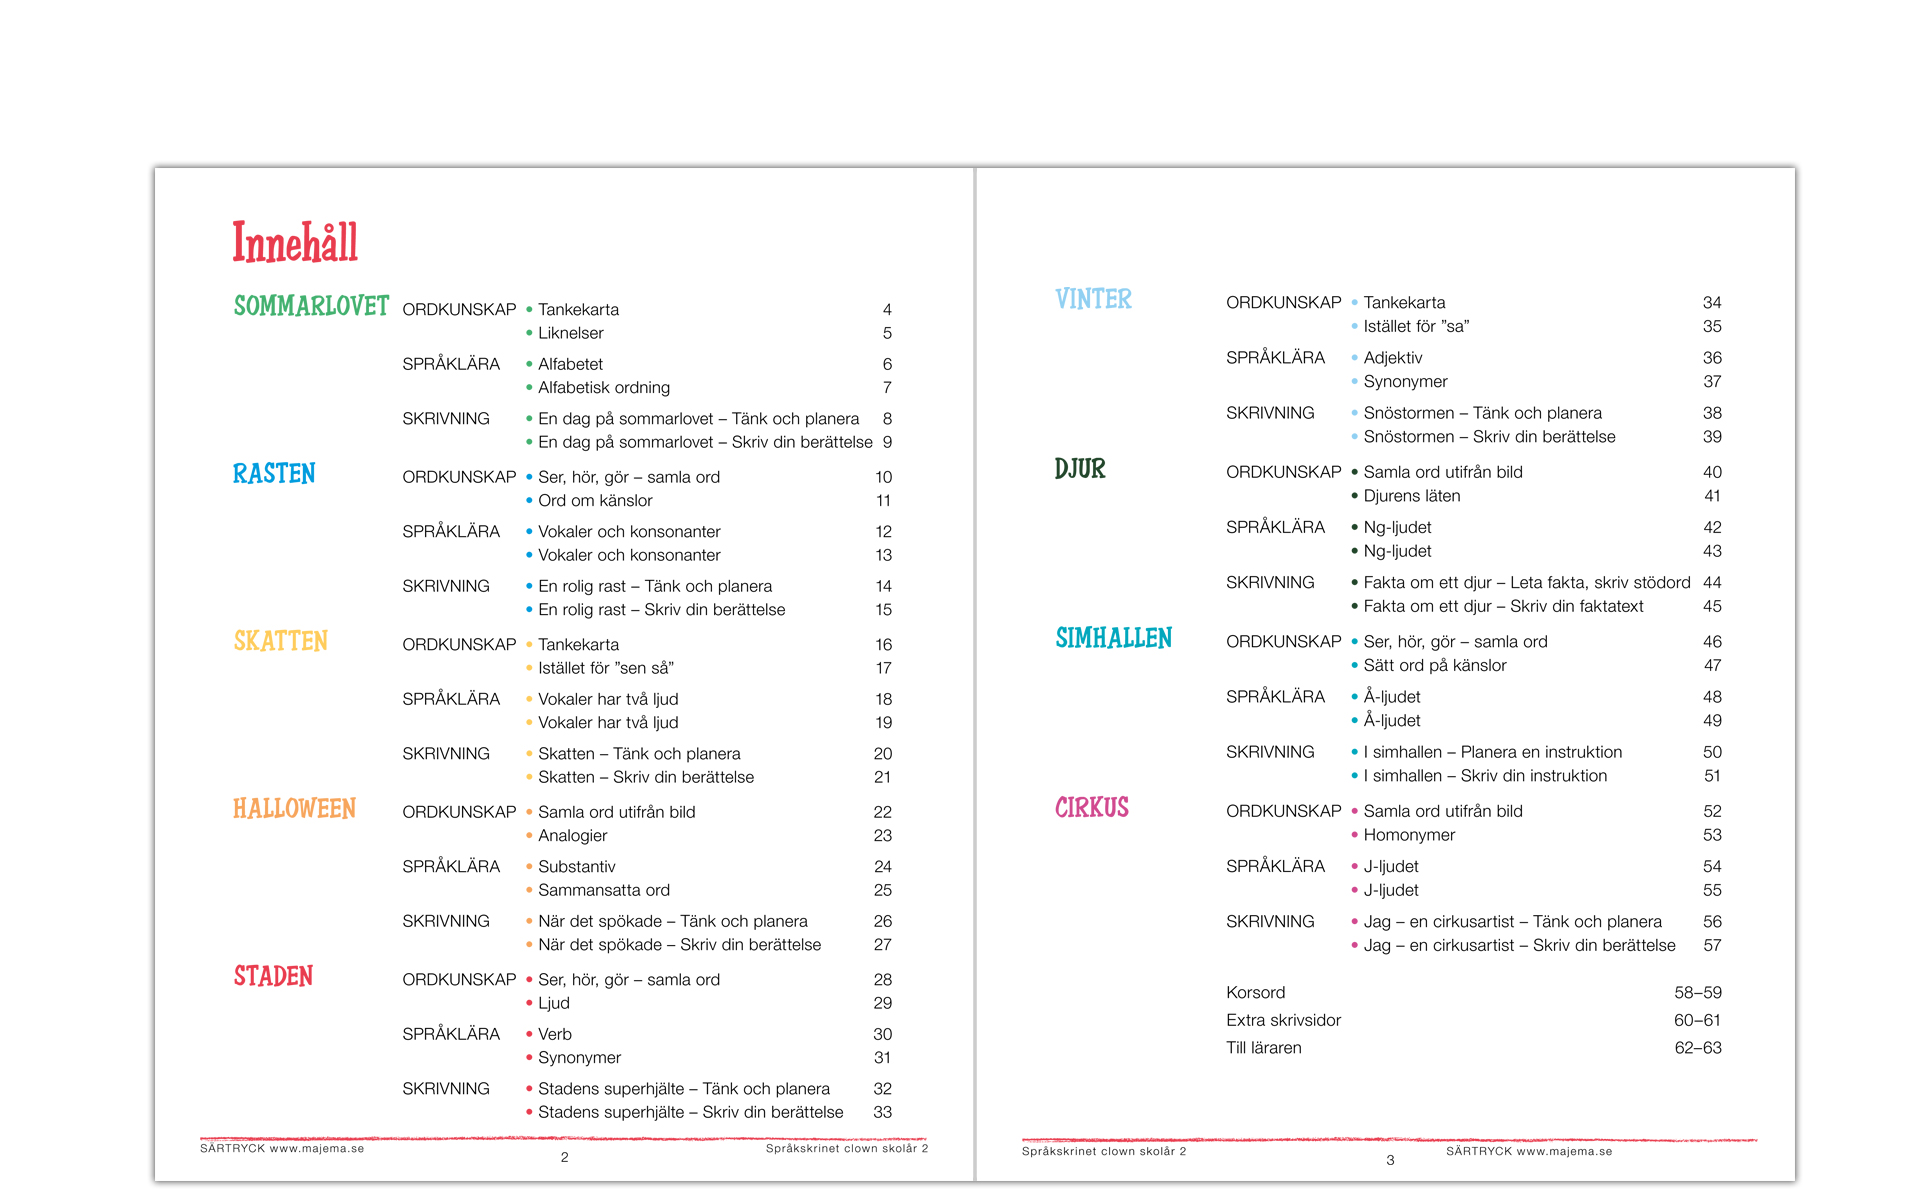 Innehåll
SOMMARLOVET ORDKUNSKAP • Tankekarta 4
• Liknelser 5
SPRÅKLÄRA • Alfabetet 6
• Alfabetisk ordning 7
SKRIVNING • En dag på sommarlovet – Tänk och planera 8
• En dag på sommarlovet – Skriv din berättelse 9
RASTEN ORDKUNSKAP • Ser, hör, gör – samla ord 10
• Ord om känslor 11
SPRÅKLÄRA • Vokaler och konsonanter 12
• Vokaler och konsonanter 13
SKRIVNING • En rolig rast – Tänk och planera 14
• En rolig rast – Skriv din berättelse 15
SKATTEN ORDKUNSKAP • Tankekarta 16
• Istället för ”sen så” 17
SPRÅKLÄRA • Vokaler har två ljud 18
• Vokaler har två ljud 19
SKRIVNING • Skatten – Tänk och planera 20
• Skatten – Skriv din berättelse 21
HALLOWEEN ORDKUNSKAP • Samla ord utifrån bild 22
• Analogier 23
SPRÅKLÄRA • Substantiv 24
• Sammansatta ord 25
SKRIVNING • När det spökade – Tänk och planera 26
• När det spökade – Skriv din berättelse 27
STADEN ORDKUNSKAP • Ser, hör, gör – samla ord 28
• Ljud 29
SPRÅKLÄRA • Verb 30
• Synonymer 31
SKRIVNING • Stadens superhjälte – Tänk och planera 32
• Stadens superhjälte – Skriv din berättelse 33
SÄRTRYCK www.majema.se Språkskrinet clown skolår 2
2
VINTER ORDKUNSKAP • Tankekarta 34
• Istället för ”sa” 35
SPRÅKLÄRA • Adjektiv 36
• Synonymer 37
SKRIVNING • Snöstormen – Tänk och planera 38
• Snöstormen – Skriv din berättelse 39
DJUR ORDKUNSKAP • Samla ord utifrån bild 40
• Djurens läten 41
SPRÅKLÄRA • Ng-ljudet 42
• Ng-ljudet 43
SKRIVNING • Fakta om ett djur – Leta fakta, skriv stödord 44
• Fakta om ett djur – Skriv din faktatext 45
SIMHALLEN ORDKUNSKAP • Ser, hör, gör – samla ord 46
• Sätt ord på känslor 47
SPRÅKLÄRA • Å-ljudet 48
• Å-ljudet 49
SKRIVNING • I simhallen – Planera en instruktion 50
• I simhallen – Skriv din instruktion 51
CIRKUS ORDKUNSKAP • Samla ord utifrån bild 52
• Homonymer 53
SPRÅKLÄRA • J-ljudet 54
• J-ljudet 55
SKRIVNING • Jag – en cirkusartist – Tänk och planera 56
• Jag – en cirkusartist – Skriv din berättelse 57
Korsord 58–59
Extra skrivsidor 60–61
Till läraren 62–63
Språkskrinet clown skolår 2 SÄRTRYCK www.majema.se
3